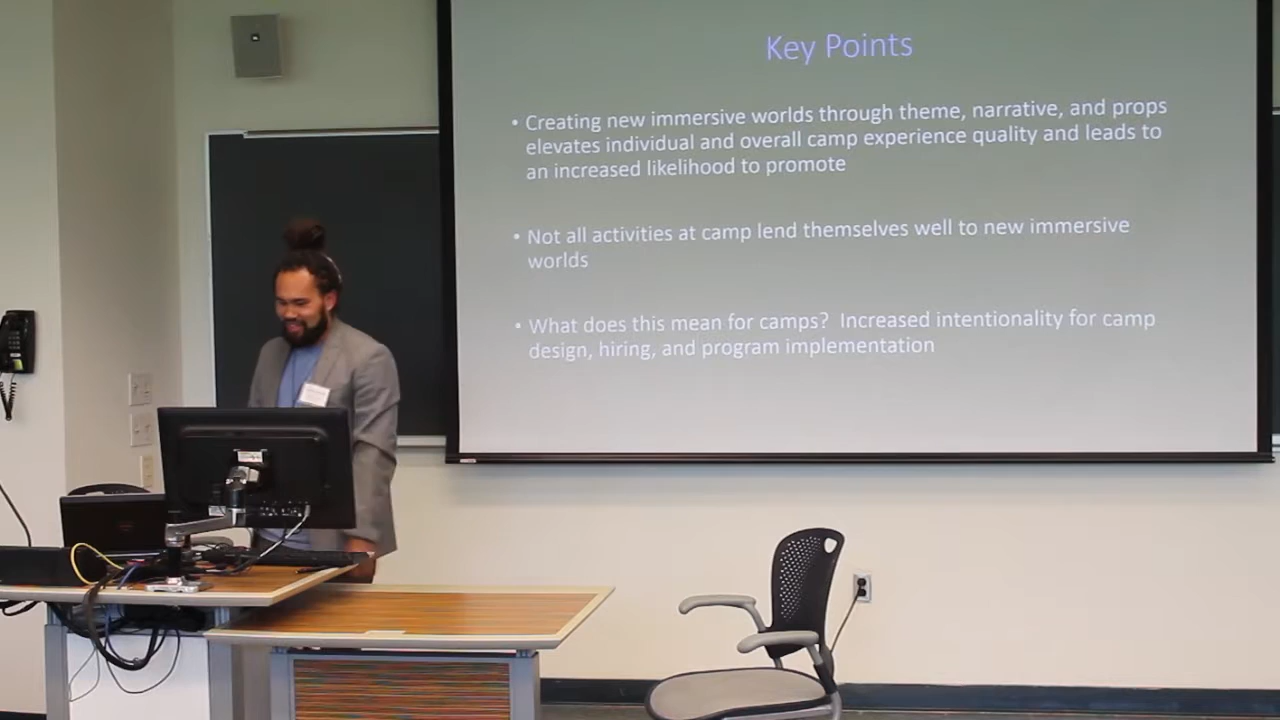 Key Points
• Creating new immersive worlds through theme, narrative, and props
elevates individual and overall camp experience quality and leads to
an increased likelihood to promote
• Not all activities at camp lend themselves well to new immersive
worlds
• What does this mean for camps?  Increased intentionality for camp
design, hiring, and program implementation